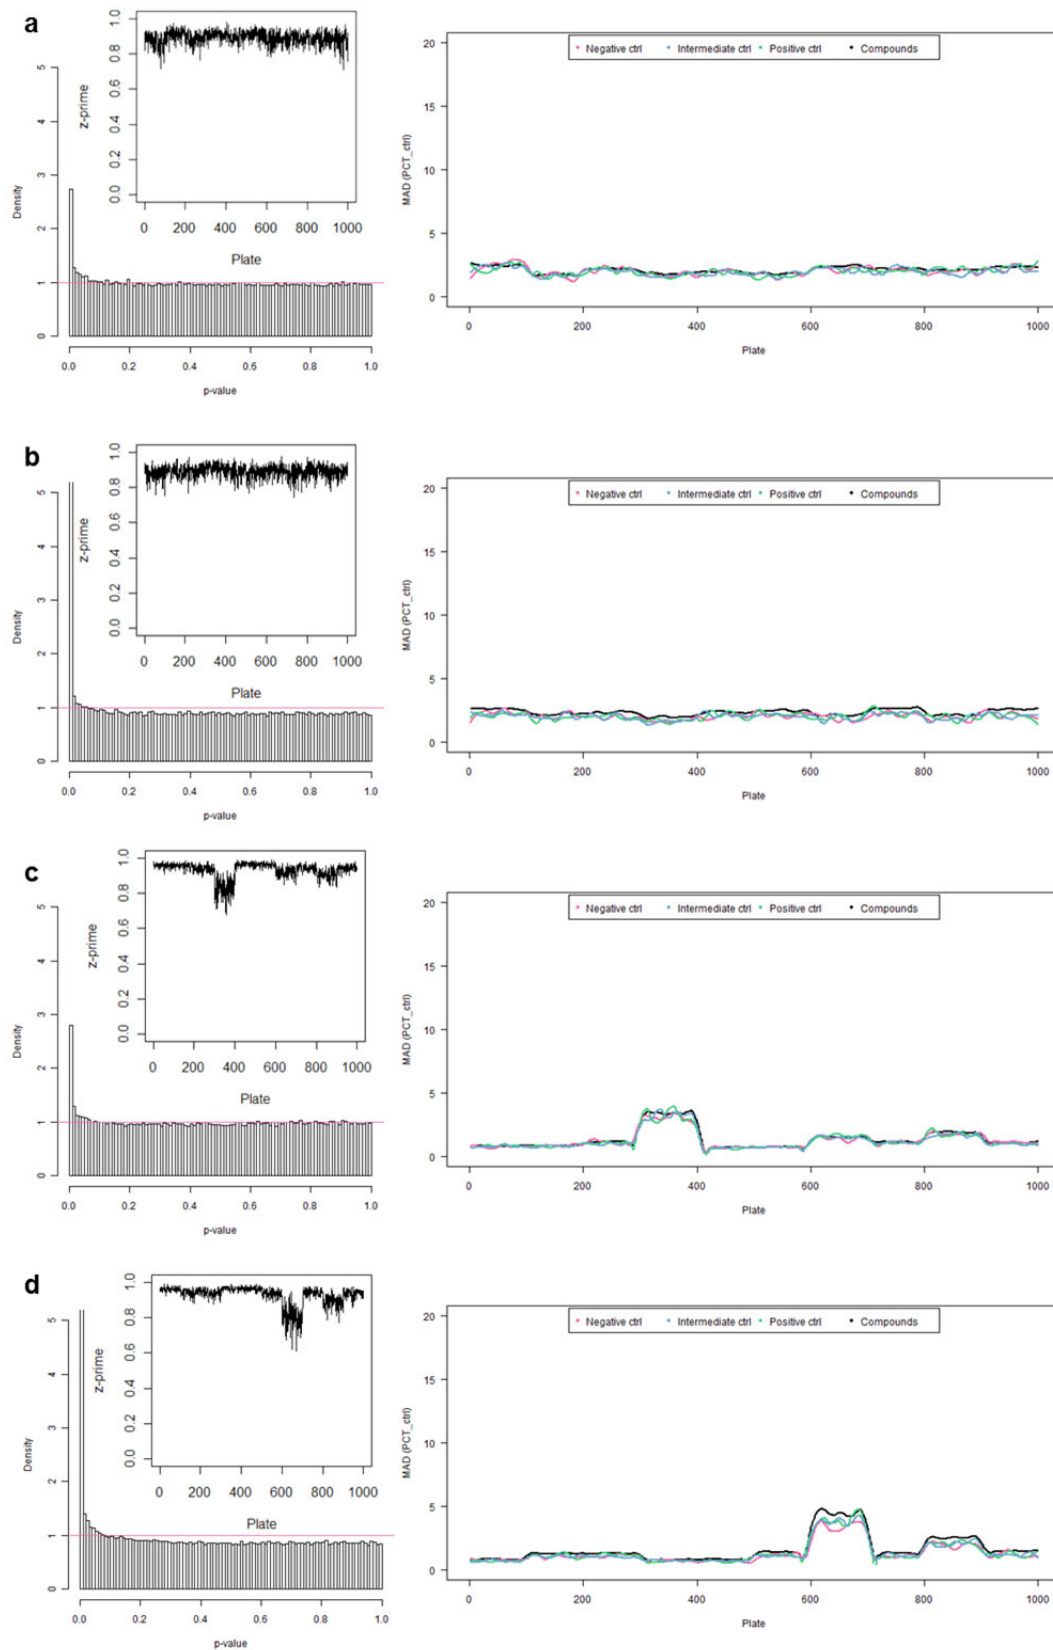 a
z-prime
0.0 0.2 0.4 0.6 0.8 1.0
0 200 400 600 800 1000
Plate
Density
0 1 2 3 4 5
0.0 0.2 0.4 0.6 0.8 1.0
p-value
Negative ctrl Intermediate ctrl Positive ctrl Compounds
MAD (PCT_ctrl)
0 5 10 15 20
0 200 400 600 800 1000
Plate
b
z-prime
0.0 0.2 0.4 0.6 0.8 1.0
0 200 400 600 800 1000
Plate
Density
0 1 2 3 4 5
0.0 0.2 0.4 0.6 0.8 1.0
p-value
Negative ctrl Intermediate ctrl Positive ctrl Compounds
MAD (PCT_ctrl)
0 5 10 15 20
0 200 400 600 800 1000
Plate
c
z-prime
0.0 0.2 0.4 0.6 0.8 1.0
0 200 400 600 800 1000
Plate
Density
0 1 2 3 4 5
0.0 0.2 0.4 0.6 0.8 1.0
p-value
Negative ctrl Intermediate ctrl Positive ctrl Compounds
MAD (PCT_ctrl)
0 5 10 15 20
0 200 400 600 800 1000
Plate
d
z-prime
0.0 0.2 0.4 0.6 0.8 1.0
0 200 400 600 800 1000
Plate
Density
0 1 2 3 4 5
0.0 0.2 0.4 0.6 0.8 1.0
p-value
Negative ctrl Intermediate ctrl Positive ctrl Compounds
MAD (PCT_ctrl)
0 5 10 15 20
0 200 400 600 800 1000
Plate